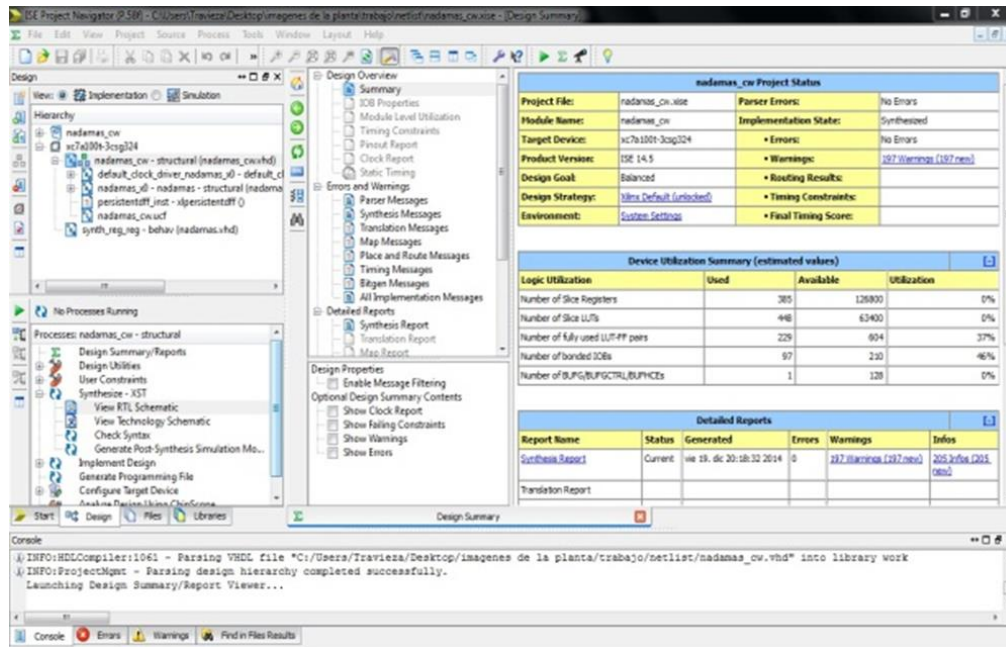 ISE Project Navigator (P.58f) - C:\Users\Travieza\Desktop\imagenes de la planta\trabajo\netlist\nadamas_cw.xise - [Design Summary]
File Edit View Project Source Process Tools Window Layout Help
Design
View: Implementation Simulation
Hierarchy
nadamas_cw
xc7a100t-3csg324
nadamas_cw - structural (nadamas_cw.vhd)
default_clock_driver_nadamas_x0 - default_cl
nadamas_x0 - nadamas - structural (nadama
persistentdff_inst - xlpersistentdff ()
nadamas_cw.ucf
synth_reg_reg - behav (nadamas.vhd)
No Processes Running
Processes: nadamas_cw - structural
Design Summary/Reports
Design Utilities
User Constraints
Synthesize - XST
View RTL Schematic
View Technology Schematic
Check Syntax
Generate Post-Synthesis Simulation Mo...
Implement Design
Generate Programming File
Configure Target Device
Analyze Design Using ChipScope
Start Design Files Libraries
Design Overview
Summary
IOB Properties
Module Level Utilization
Timing Constraints
Pinout Report
Clock Report
Static Timing
Errors and Warnings
Parser Messages
Synthesis Messages
Translation Messages
Map Messages
Place and Route Messages
Timing Messages
Bitgen Messages
All Implementation Messages
Detailed Reports
Synthesis Report
Translation Report
Map Report
Design Properties
Enable Message Filtering
Optional Design Summary Contents
Show Clock Report
Show Failing Constraints
Show Warnings
Show Errors
Design Summary
nadamas_cw Project Status
Project File: nadamas_cw.xise Parser Errors: No Errors
Module Name: nadamas_cw Implementation State: Synthesized
Target Device: xc7a100t-3csg324 • Errors: No Errors
Product Version: ISE 14.5 • Warnings: 197 Warnings (197 new)
Design Goal: Balanced • Routing Results:
Design Strategy: Xilinx Default (unlocked) • Timing Constraints:
Environment: System Settings • Final Timing Score:
Device Utilization Summary (estimated values) [-]
Logic Utilization Used Available Utilization
Number of Slice Registers 385 126800 0%
Number of Slice LUTs 448 63400 0%
Number of fully used LUT-FF pairs 229 604 37%
Number of bonded IOBs 97 210 46%
Number of BUFG/BUFGCTRL/BUFHCEs 1 128 0%
Detailed Reports [-]
Report Name Status Generated Errors Warnings Infos
Synthesis Report Current vie 19. dic 20:18:32 2014 0 197 Warnings (197 new) 205 Infos (205 new)
Translation Report
Console
INFO:HDLCompiler:1061 - Parsing VHDL file "C:/Users/Travieza/Desktop/imagenes de la planta/trabajo/netlist/nadamas_cw.vhd" into library work
INFO:ProjectMgmt - Parsing design hierarchy completed successfully.
Launching Design Summary/Report Viewer...
Console Errors Warnings Find in Files Results